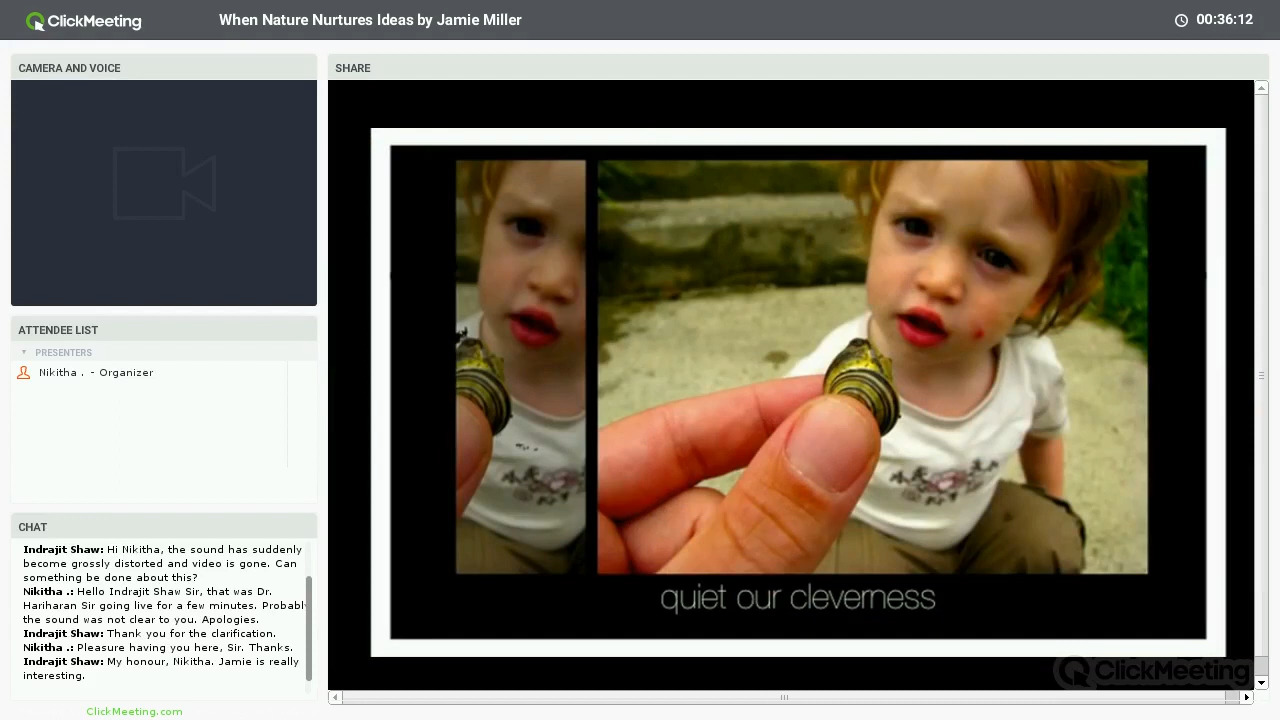 ClickMeeting
When Nature Nurtures Ideas by Jamie Miller
00:36:12
CAMERA AND VOICE
SHARE
ATTENDEE LIST
PRESENTERS
Nikitha . - Organizer
CHAT
Indrajit Shaw: Hi Nikitha, the sound has suddenly
become grossly distorted and video is gone. Can
something be done about this?
Nikitha .: Hello Indrajit Shaw Sir, that was Dr.
Hariharan Sir going live for a few minutes. Probabl
the sound was not clear to you. Apologies.
Indrajit Shaw: Thank you for the clarification.
Nikitha .: Pleasure having you here, Sir. Thanks.
Indrajit Shaw: My honour, Nikitha. Jamie is really
interesting.
ClickMeeting.com
quiet our cleverness
ClickMeeting